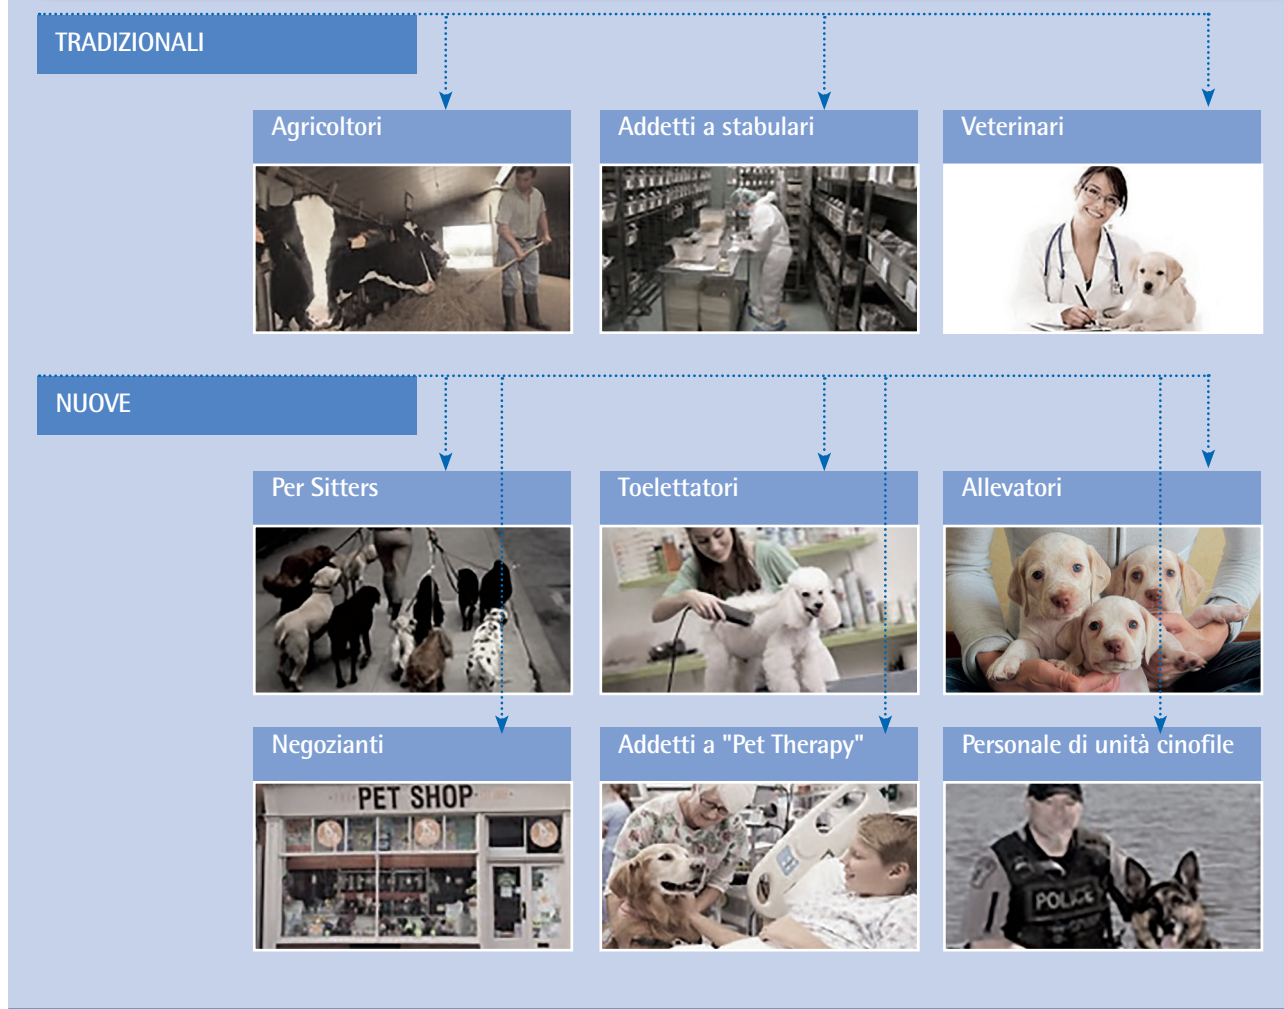 TRADIZIONALI
Agricoltori
Addetti a stabulari
Veterinari
NUOVE
Per Sitters
Toelettatori
Allevatori
Negozianti
Addetti a "Pet Therapy"
Personale di unità cinofile
PET SHOP
POLICE